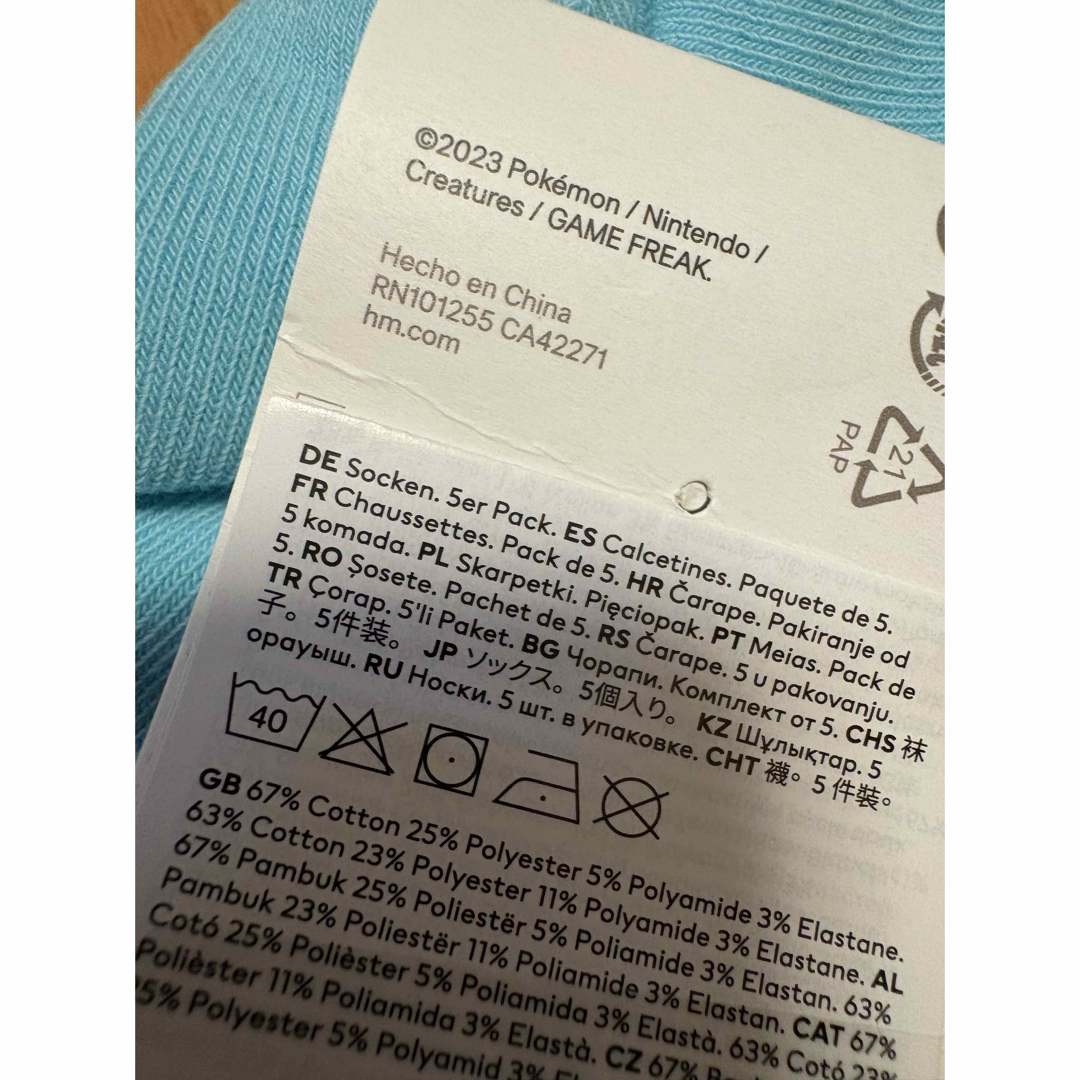 ©2023 Pokémon / Nintendo /
Creatures / GAME FREAK.
Hecho en China
RN101255 CA42271
hm.com
21
PAP
DE Socken. 5er Pack. ES Calcetines. Paquete de 5.
FR Chaussettes. Pack de 5. HR Čarape. Pakiranje od
5 komada. PL Skarpetki. Pięciopak. PT Meias. Pack de
5. RO Șosete. Pachet de 5. RS Čarape. 5 u pakovanju.
TR Çorap. 5'li Paket. BG Чорапи. Комплект от 5. CHS 袜
子。5件装。 JP ソックス。5個入り。 KZ Шұлықтар. 5
орауыш. RU Носки. 5 шт. в упаковке. CHT 襪。5 件裝。
40
GB 67% Cotton 25% Polyester 5% Polyamide 3% Elastane.
63% Cotton 23% Polyester 11% Polyamide 3% Elastane. AL
67% Pambuk 25% Poliestër 5% Poliamide 3% Elastan. 63%
Pambuk 23% Poliestër 11% Poliamide 3% Elastan. CAT 67%
Cotó 25% Polièster 5% Poliamida 3% Elastà. 63% Cotó 23%
Polièster 11% Poliamida 3% Elastà. CZ 67%
5% Polyester 5% Polyamid 3%